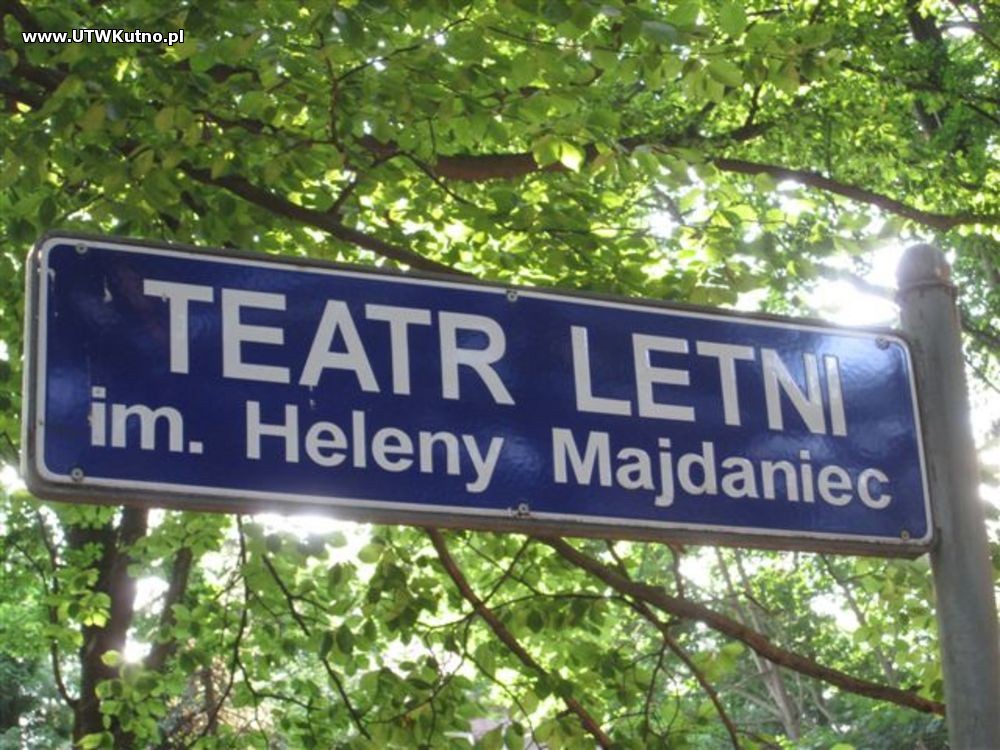 www.UTWKutno.pl
TEATR LETNI
im. Heleny Majdaniec